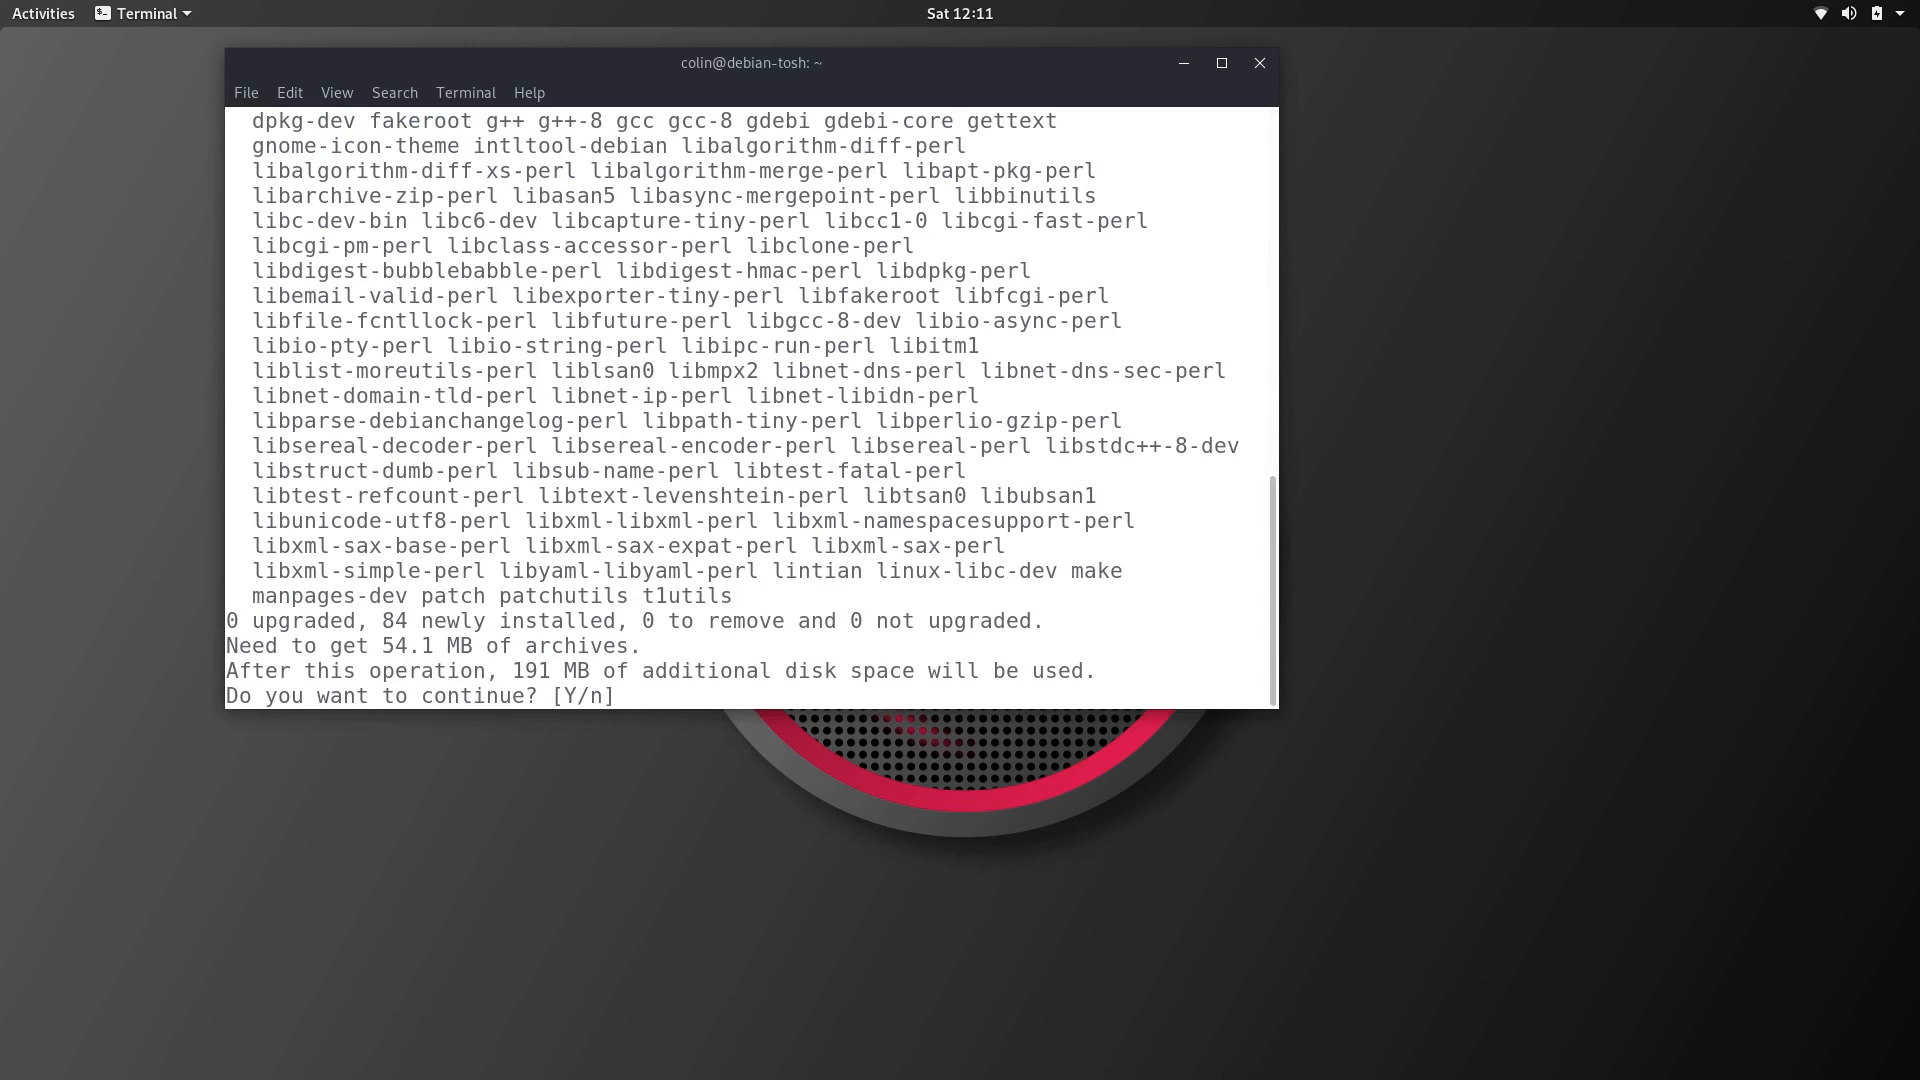 Activities Terminal Sat 12:11
colin@debian-tosh: ~
File Edit View Search Terminal Help
dpkg-dev fakeroot g++ g++-8 gcc gcc-8 gdebi gdebi-core gettext
gnome-icon-theme intltool-debian libalgorithm-diff-perl
libalgorithm-diff-xs-perl libalgorithm-merge-perl libapt-pkg-perl
libarchive-zip-perl libasan5 libasync-mergepoint-perl libbinutils
libc-dev-bin libc6-dev libcapture-tiny-perl libcc1-0 libcgi-fast-perl
libcgi-pm-perl libclass-accessor-perl libclone-perl
libdigest-bubblebabble-perl libdigest-hmac-perl libdpkg-perl
libemail-valid-perl libexporter-tiny-perl libfakeroot libfcgi-perl
libfile-fcntllock-perl libfuture-perl libgcc-8-dev libio-async-perl
libio-pty-perl libio-string-perl libipc-run-perl libitm1
liblist-moreutils-perl liblsan0 libmpx2 libnet-dns-perl libnet-dns-sec-perl
libnet-domain-tld-perl libnet-ip-perl libnet-libidn-perl
libparse-debianchangelog-perl libpath-tiny-perl libperlio-gzip-perl
libsereal-decoder-perl libsereal-encoder-perl libsereal-perl libstdc++-8-dev
libstruct-dumb-perl libsub-name-perl libtest-fatal-perl
libtest-refcount-perl libtext-levenshtein-perl libtsan0 libubsan1
libunicode-utf8-perl libxml-libxml-perl libxml-namespacesupport-perl
libxml-sax-base-perl libxml-sax-expat-perl libxml-sax-perl
libxml-simple-perl libyaml-libyaml-perl lintian linux-libc-dev make
manpages-dev patch patchutils t1utils
0 upgraded, 84 newly installed, 0 to remove and 0 not upgraded.
Need to get 54.1 MB of archives.
After this operation, 191 MB of additional disk space will be used.
Do you want to continue? [Y/n]